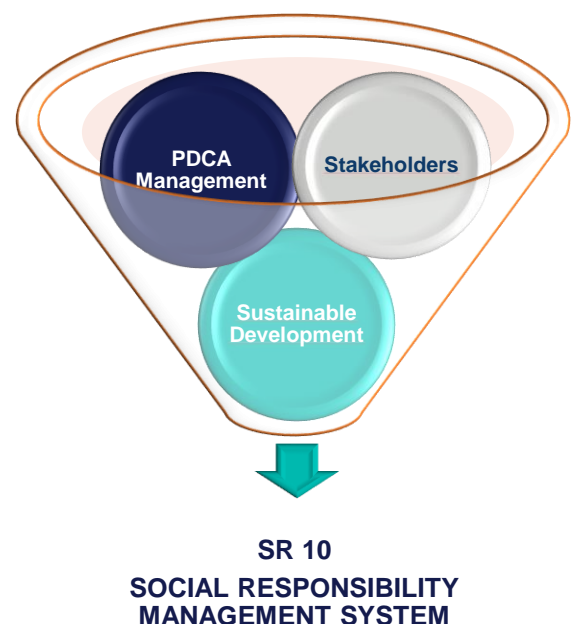 PDCA
Management
Stakeholders
Sustainable
Development
SR 10
SOCIAL RESPONSIBILITY
MANAGEMENT SYSTEM